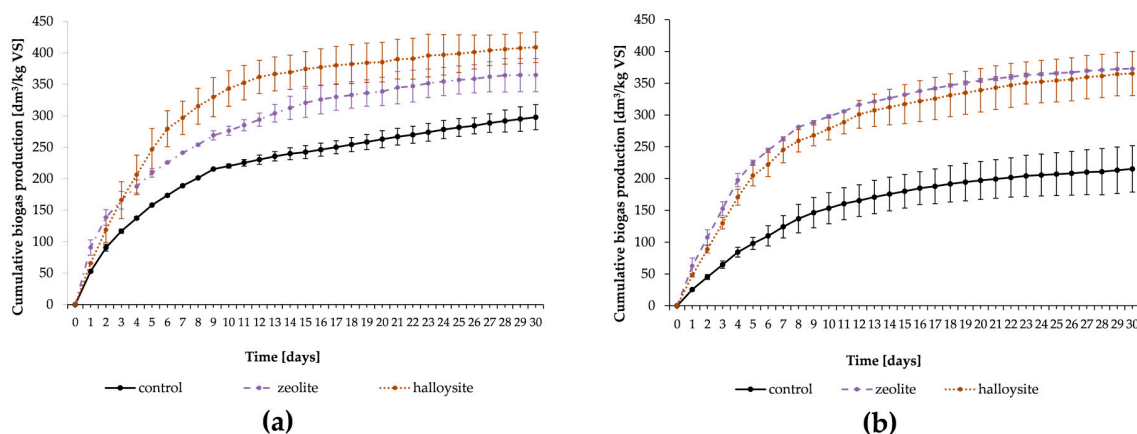 Cumulative biogas production [dm³/kg VS]
450
400
350
300
250
200
150
100
50
0
0 1 2 3 4 5 6 7 8 9 10 11 12 13 14 15 16 17 18 19 20 21 22 23 24 25 26 27 28 29 30
Time [days]
control zeolite halloysite
(a)
Cumulative biogas production [dm³/kg VS]
450
400
350
300
250
200
150
100
50
0
0 1 2 3 4 5 6 7 8 9 10 11 12 13 14 15 16 17 18 19 20 21 22 23 24 25 26 27 28 29 30
Time [days]
control zeolite halloysite
(b)